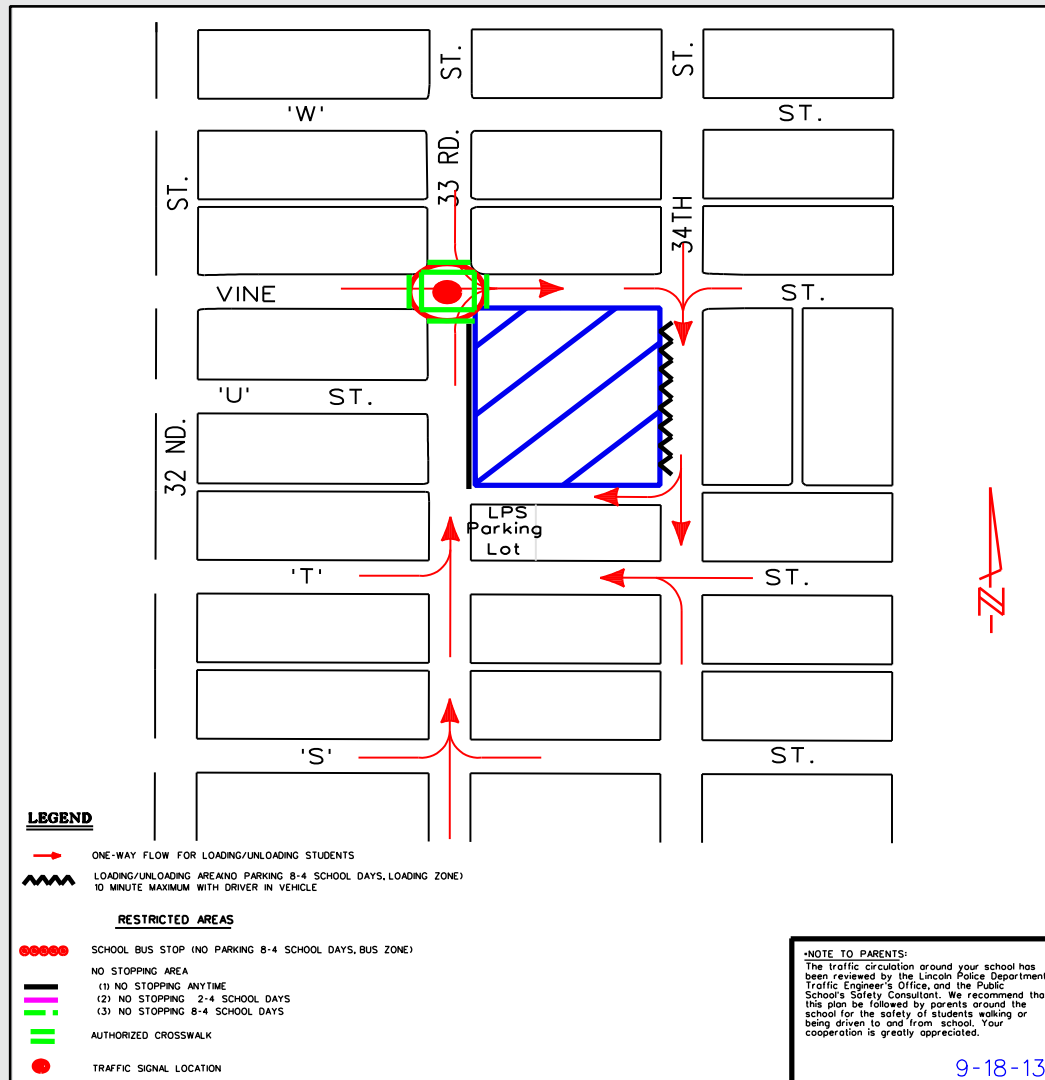 ST.
ST.
'W'
ST.
33 RD.
ST.
34TH
VINE
ST.
'U'
ST.
32 ND.
LPS
Parking
Lot
'T'
ST.
N
'S'
ST.
LEGEND
ONE-WAY FLOW FOR LOADING/UNLOADING STUDENTS
LOADING/UNLOADING AREA(NO PARKING 8-4 SCHOOL DAYS, LOADING ZONE)
10 MINUTE MAXIMUM WITH DRIVER IN VEHICLE
RESTRICTED AREAS
SCHOOL BUS STOP (NO PARKING 8-4 SCHOOL DAYS, BUS ZONE)
NO STOPPING AREA
(1) NO STOPPING ANYTIME
(2) NO STOPPING 2-4 SCHOOL DAYS
(3) NO STOPPING 8-4 SCHOOL DAYS
AUTHORIZED CROSSWALK
TRAFFIC SIGNAL LOCATION
*NOTE TO PARENTS:
The traffic circulation around your school has
been reviewed by the Lincoln Police Department
Traffic Engineer's Office, and the Public
School's Safety Consultant. We recommend tha
this plan be followed by parents around the
school for the safety of students walking or
being driven to and from school. Your
cooperation is greatly appreciated.
9-18-13